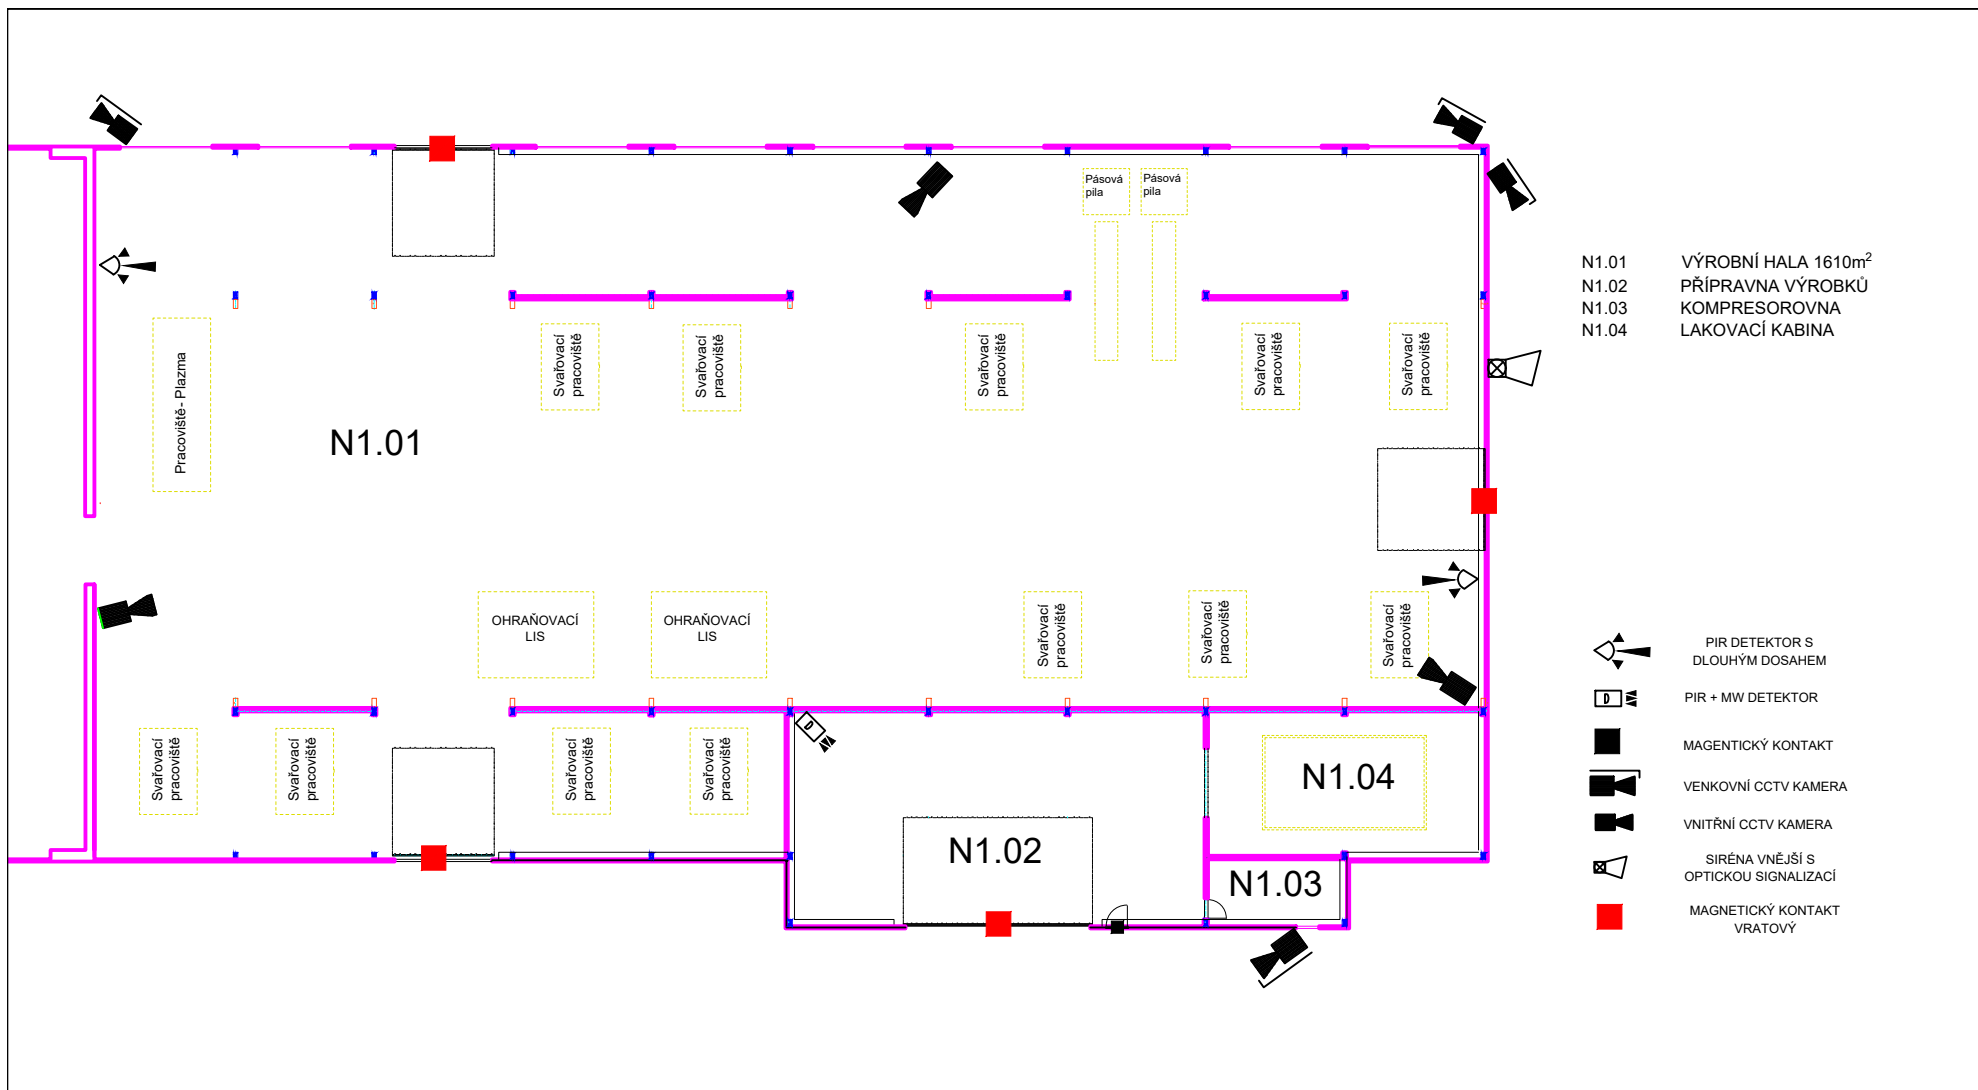 Pásová
pila
Pásová
pila
N1.01 VÝROBNÍ HALA 1610m²
N1.02 PŘÍPRAVNA VÝROBKŮ
N1.03 KOMPRESOROVNA
N1.04 LAKOVACÍ KABINA
Pracoviště - Plazma
Svařovací
pracoviště
Svařovací
pracoviště
Svařovací
pracoviště
Svařovací
pracoviště
Svařovací
pracoviště
N1.01
OHRAŇOVACÍ
LIS
OHRAŇOVACÍ
LIS
Svařovací
pracoviště
Svařovací
pracoviště
Svařovací
pracoviště
Svařovací
pracoviště
Svařovací
pracoviště
Svařovací
pracoviště
Svařovací
pracoviště
D
N1.02
N1.04
N1.03
PIR DETEKTOR S
DLOUHÝM DOSAHEM
D
PIR + MW DETEKTOR
MAGENTICKÝ KONTAKT
VENKOVNÍ CCTV KAMERA
VNITŘNÍ CCTV KAMERA
SIRÉNA VNĚJŠÍ S
OPTICKOU SIGNALIZACÍ
MAGNETICKÝ KONTAKT
VRATOVÝ